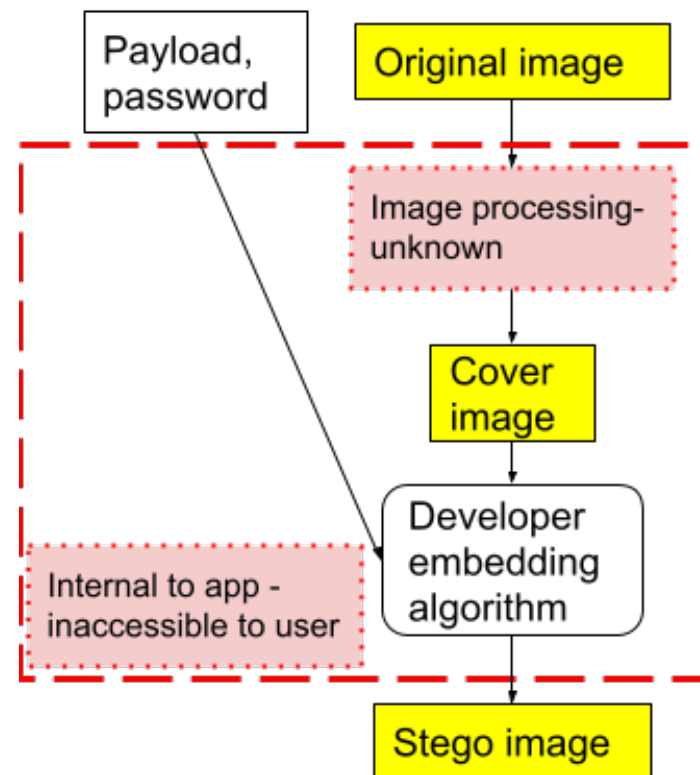 Payload,
password
Original image
Image processing-
unknown
Cover
image
Developer
embedding
algorithm
Internal to app -
inaccessible to user
Stego image